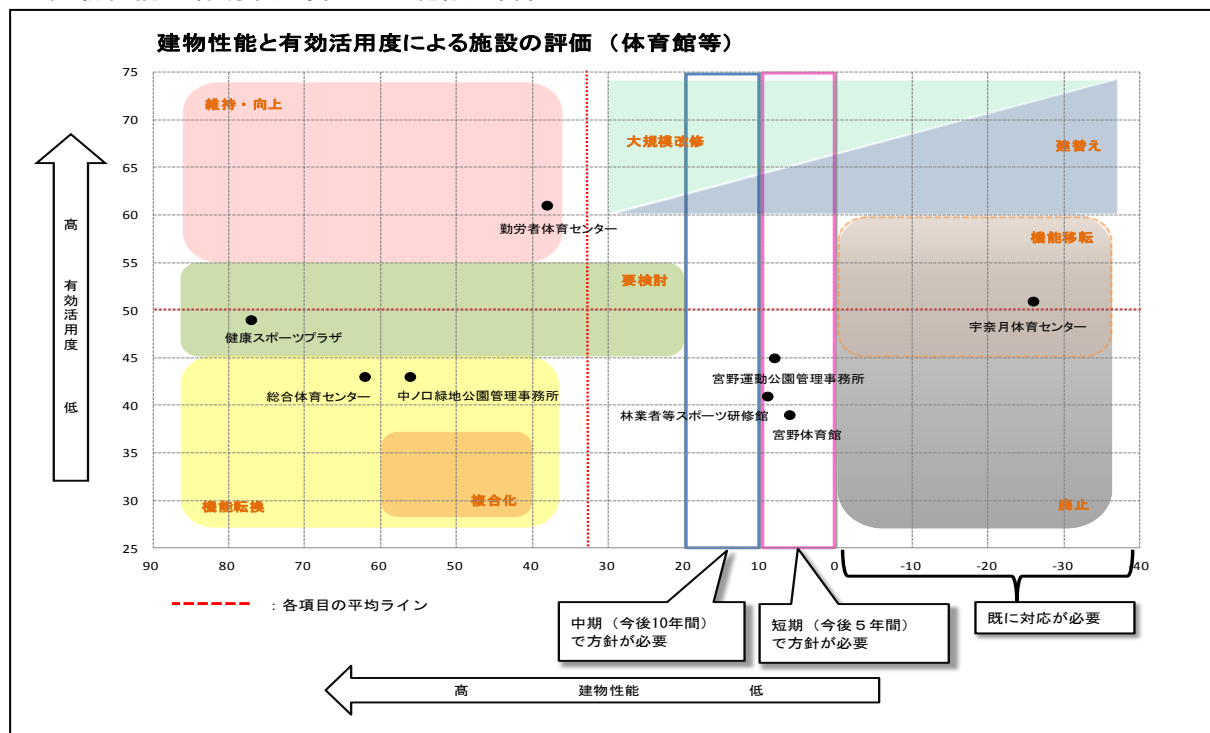 建物性能と有効活用度による施設の評価 （体育館等）
75
70
65
60
55
50
45
40
35
30
25
高
有効活用度
低
維持・向上
大規模改修
建替え
勤労者体育センター
機能移転
要検討
宇奈月体育センター
健康スポーツプラザ
宮野運動公園管理事務所
総合体育センター
中ノ口緑地公園管理事務所
林業者等スポーツ研修館
宮野体育館
機能転換
複合化
廃止
90 80 70 60 50 40 30 20 10 0 -10 -20 -30 -40
：各項目の平均ライン
中期（今後10年間）
で方針が必要
短期（今後５年間）
で方針が必要
既に対応が必要
高 建物性能 低